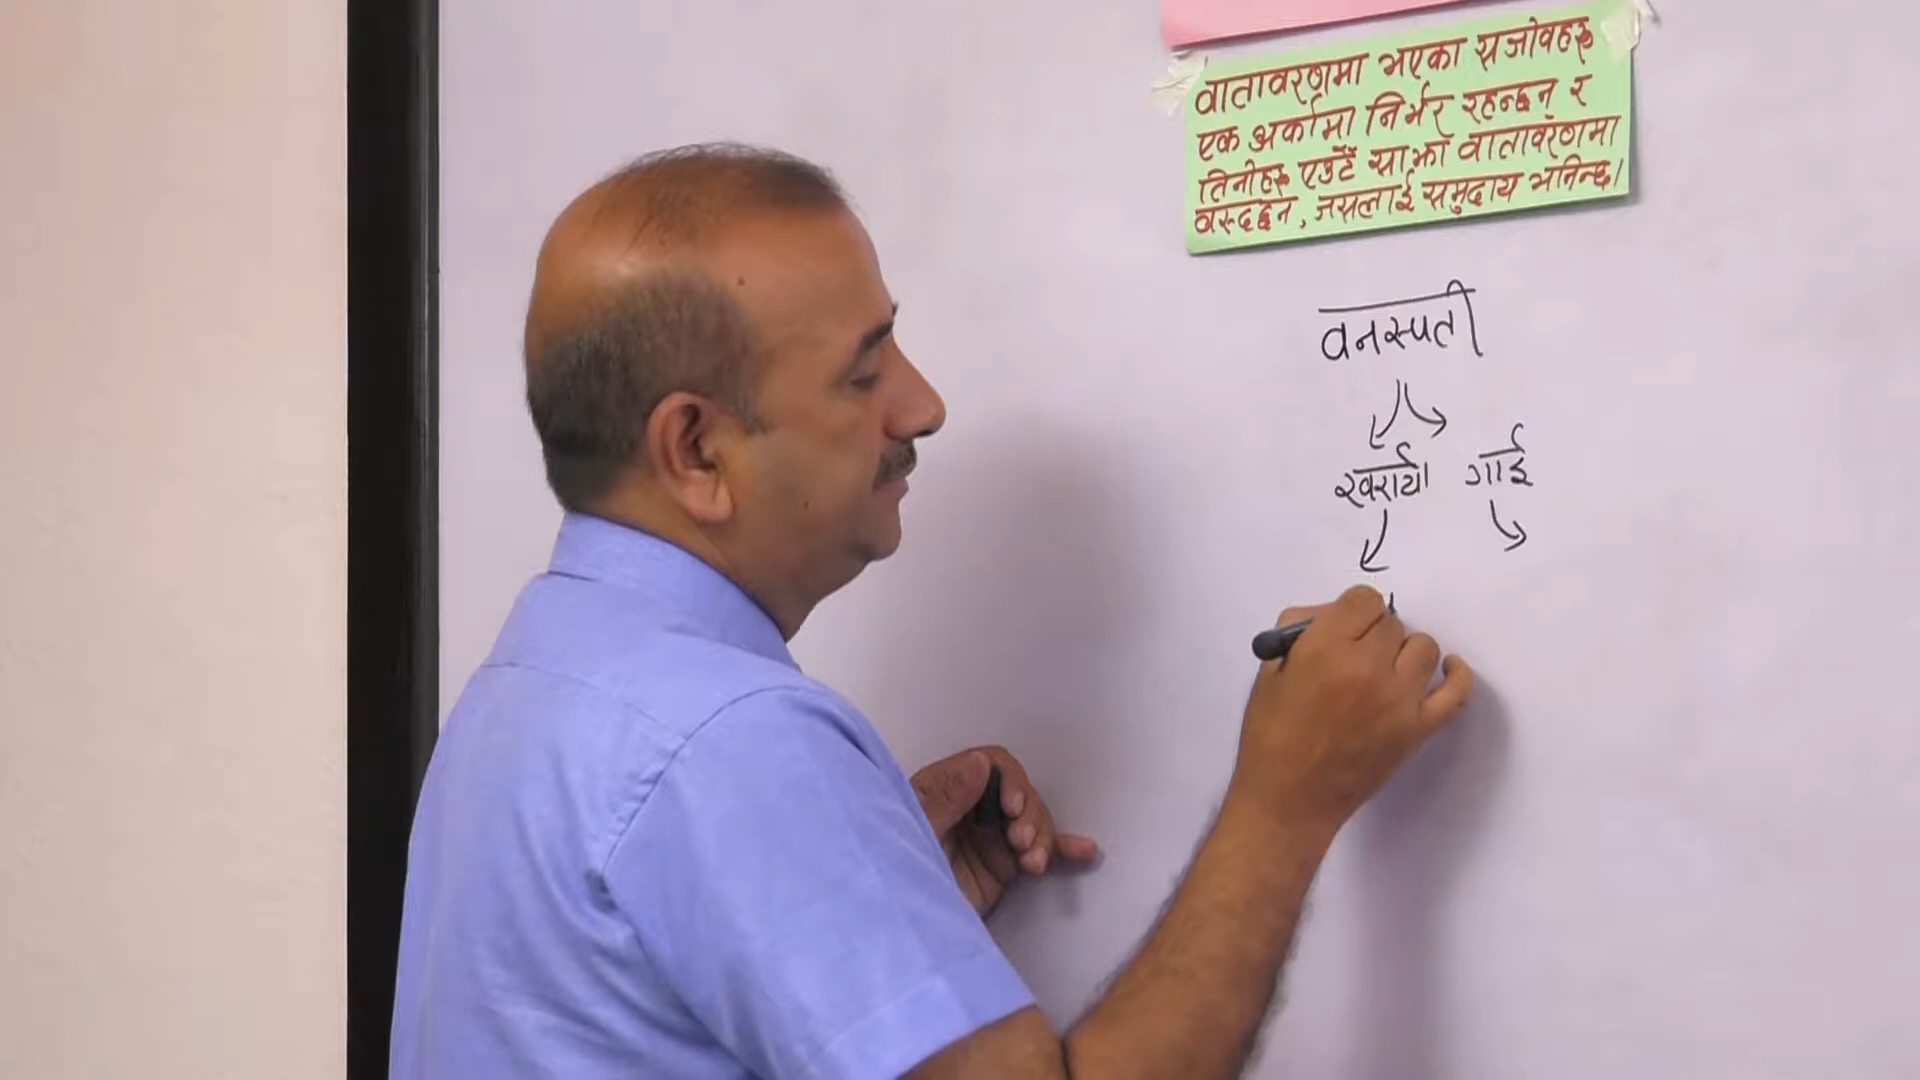 वातावरणमा भएका सजीवहरू
एक अर्कामा निर्भर रहन्छन् र
तिनीहरू एउटै साझा वातावरणमा
बस्दछन, जसलाई समुदाय भनिन्छ।
वनस्पती
खरायो गाई